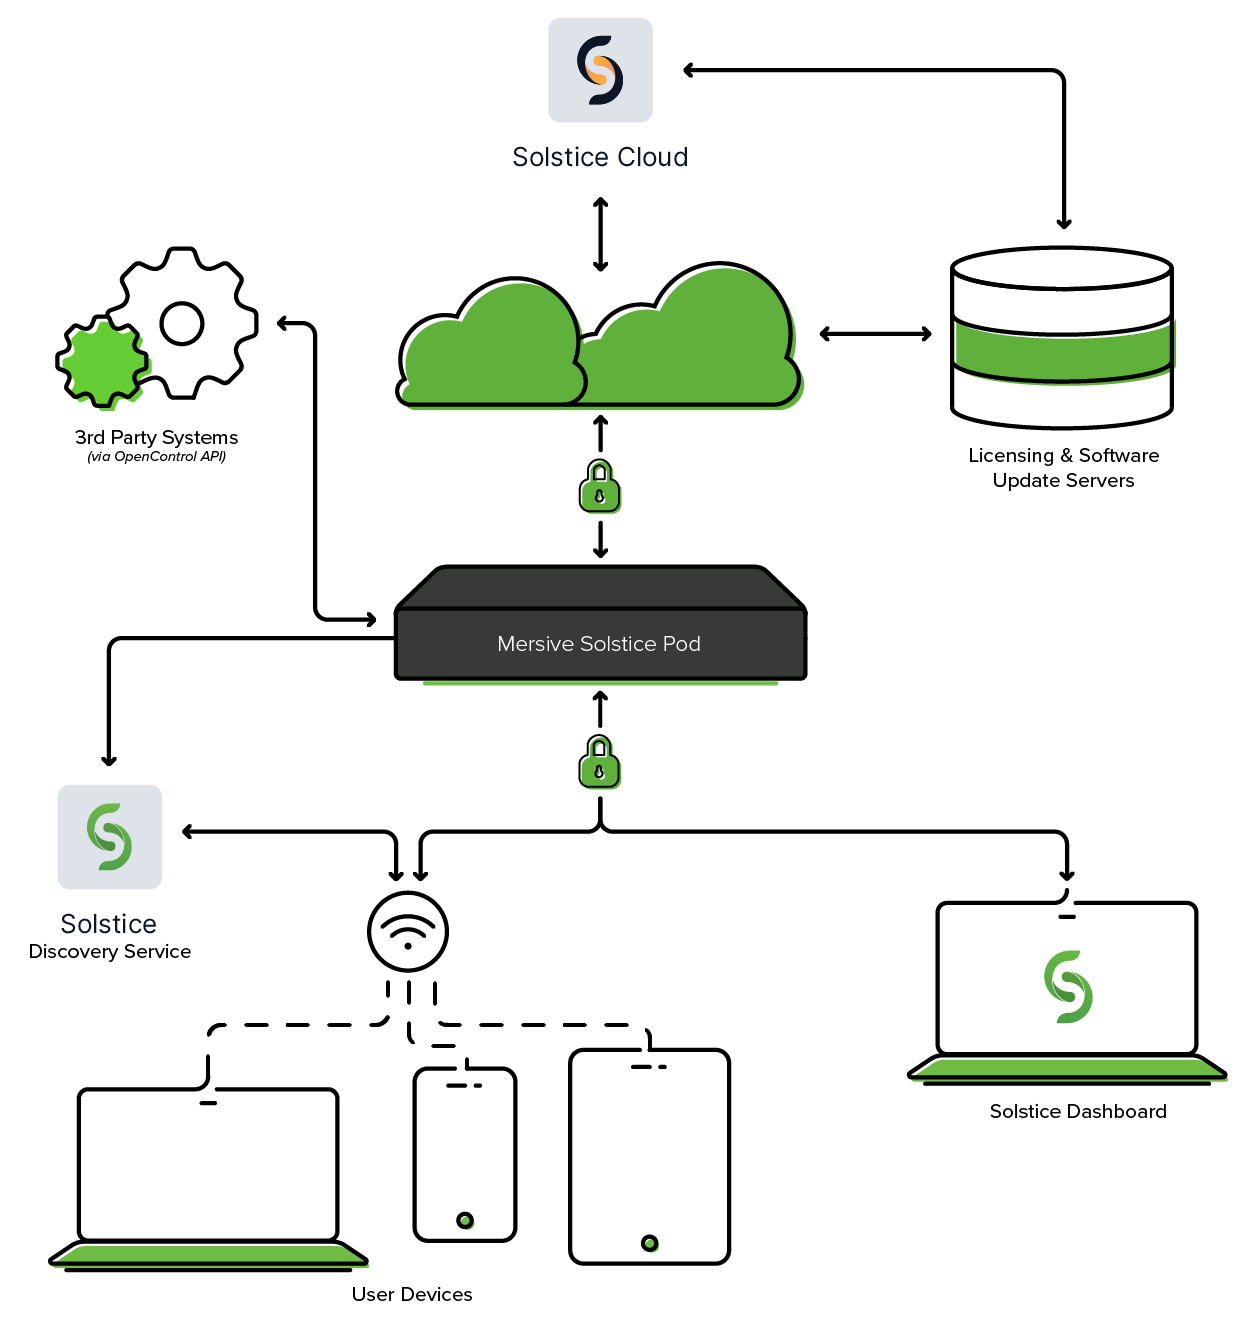 Solstice Cloud
3rd Party Systems
(via OpenControl API)
Licensing & Software
Update Servers
Mersive Solstice Pod
Solstice
Discovery Service
Solstice Dashboard
User Devices